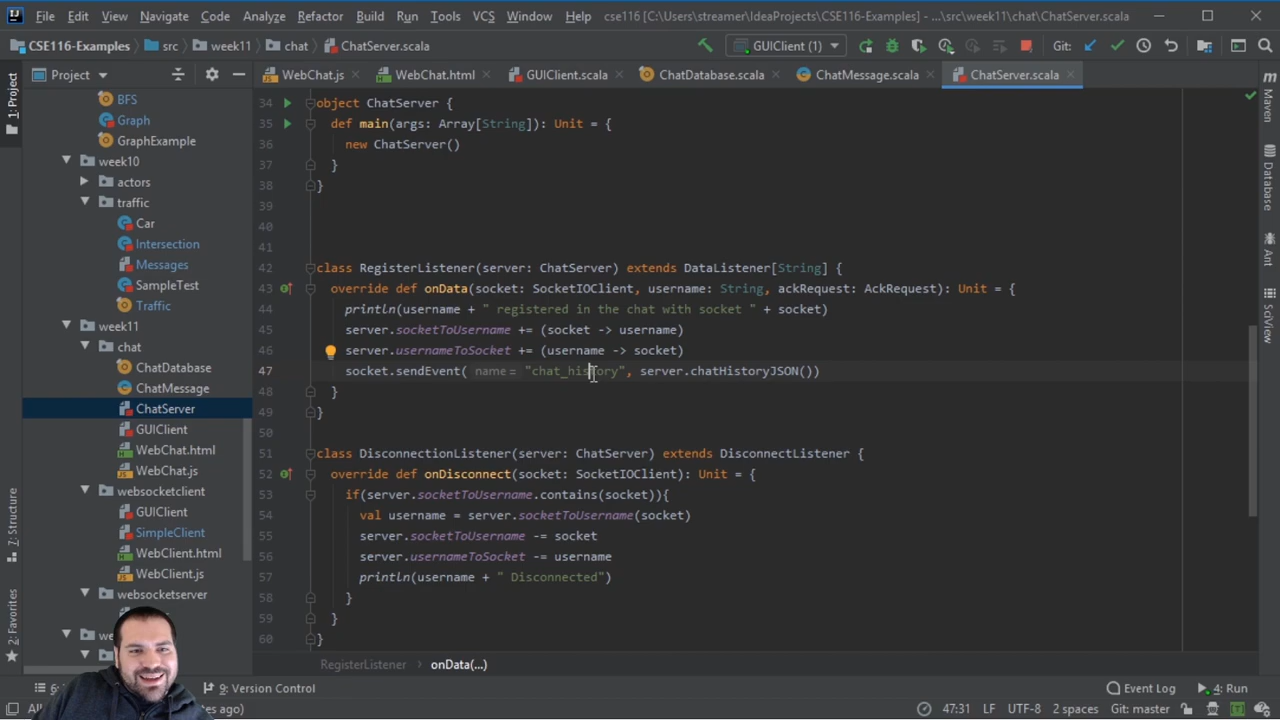 File Edit View Navigate Code Analyze Refactor Build Run Tools VCS Window Help cse116 [C:\Users\streamer\IdeaProjects\CSE116-Examples] - ...\src\week11\chat\ChatServer.scala
CSE116-Examples src week11 chat ChatServer.scala GUIClient (1) Git:
Project WebChat.js WebChat.html GUIClient.scala ChatDatabase.scala ChatMessage.scala ChatServer.scala
1: Project
7: Structure
2: Favorites
BFS
Graph
GraphExample
week10
actors
traffic
Car
Intersection
Messages
SampleTest
Traffic
week11
chat
ChatDatabase
ChatMessage
ChatServer
GUIClient
WebChat.html
WebChat.js
websocketclient
GUIClient
SimpleClient
WebClient.html
WebClient.js
websocketserver
34 object ChatServer {
35 def main(args: Array[String]): Unit = {
36 new ChatServer()
37 }
38 }
39
40
41
42 class RegisterListener(server: ChatServer) extends DataListener[String] {
43 override def onData(socket: SocketIOClient, username: String, ackRequest: AckRequest): Unit = {
44 println(username + " registered in the chat with socket " + socket)
45 server.socketToUsername += (socket -> username)
46 server.usernameToSocket += (username -> socket)
47 socket.sendEvent( name = "chat_history", server.chatHistoryJSON())
48 }
49 }
50
51 class DisconnectionListener(server: ChatServer) extends DisconnectListener {
52 override def onDisconnect(socket: SocketIOClient): Unit = {
53 if(server.socketToUsername.contains(socket)){
54 val username = server.socketToUsername(socket)
55 server.socketToUsername -= socket
56 server.usernameToSocket -= username
57 println(username + " Disconnected")
58 }
59 }
60 }
m Maven
Database
Ant
SciView
RegisterListener onData(...)
9: Version Control Event Log 4: Run
47:31 LF UTF-8 2 spaces Git: master